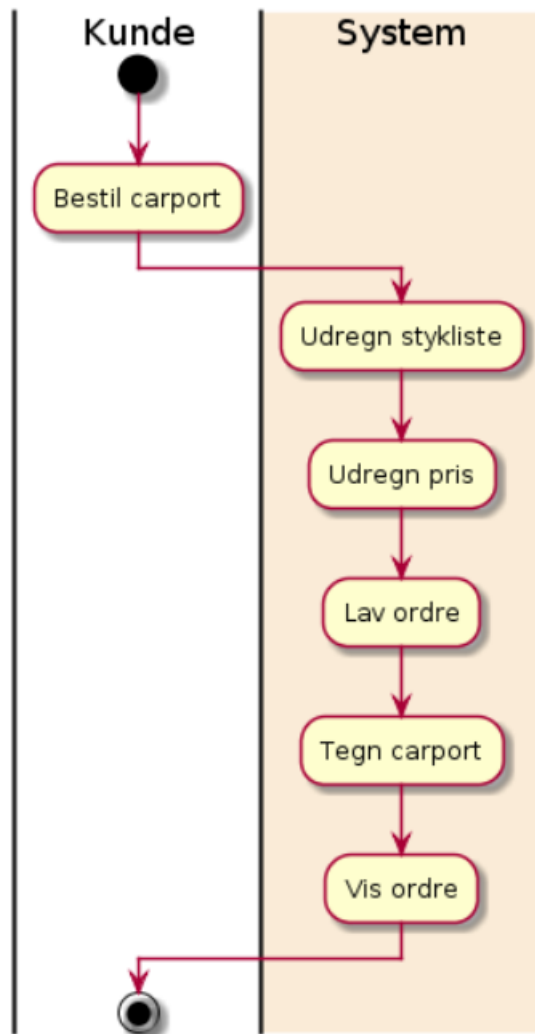 Kunde
System
Bestil carport
Udregn stykliste
Udregn pris
Lav ordre
Tegn carport
Vis ordre